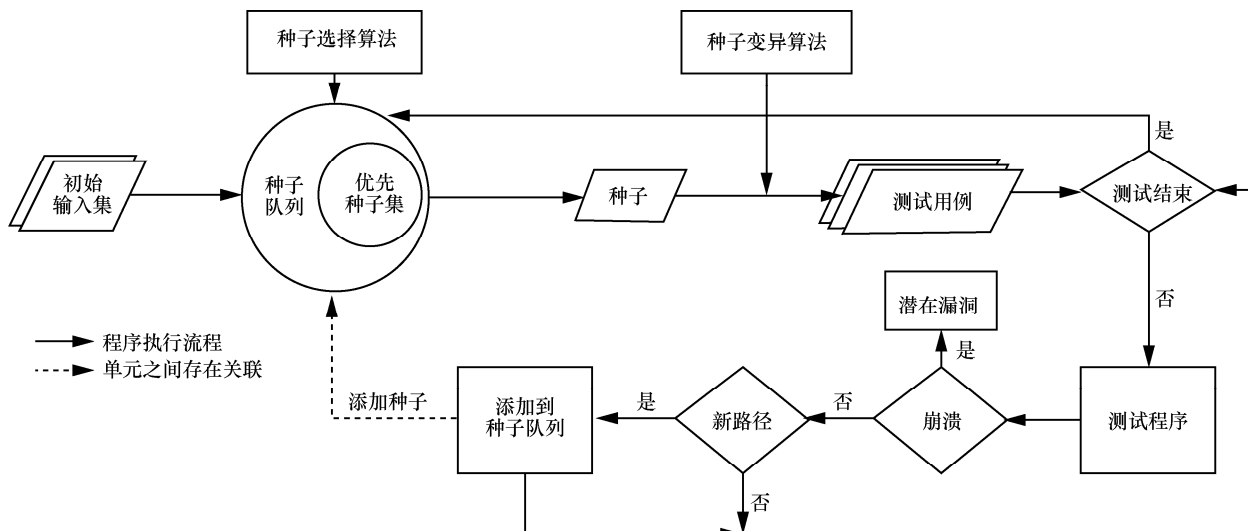 种子选择算法
种子变异算法
是
初始
输入集
种子
队列
优先
种子集
种子
测试用例
测试结束
否
潜在漏洞
是
程序执行流程
单元之间存在关联
添加种子
添加到
种子队列
是
新路径
否
崩溃
测试程序
否